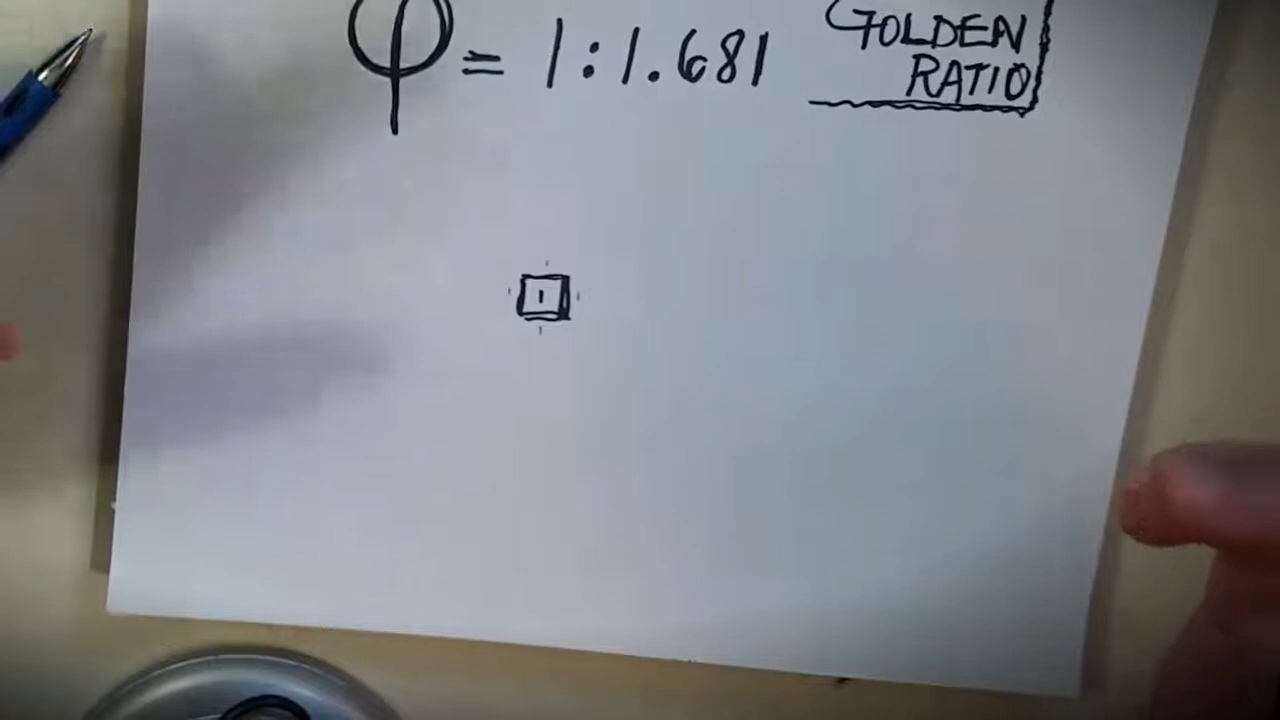 φ = 1:1.681
GOLDEN
RATIO
1